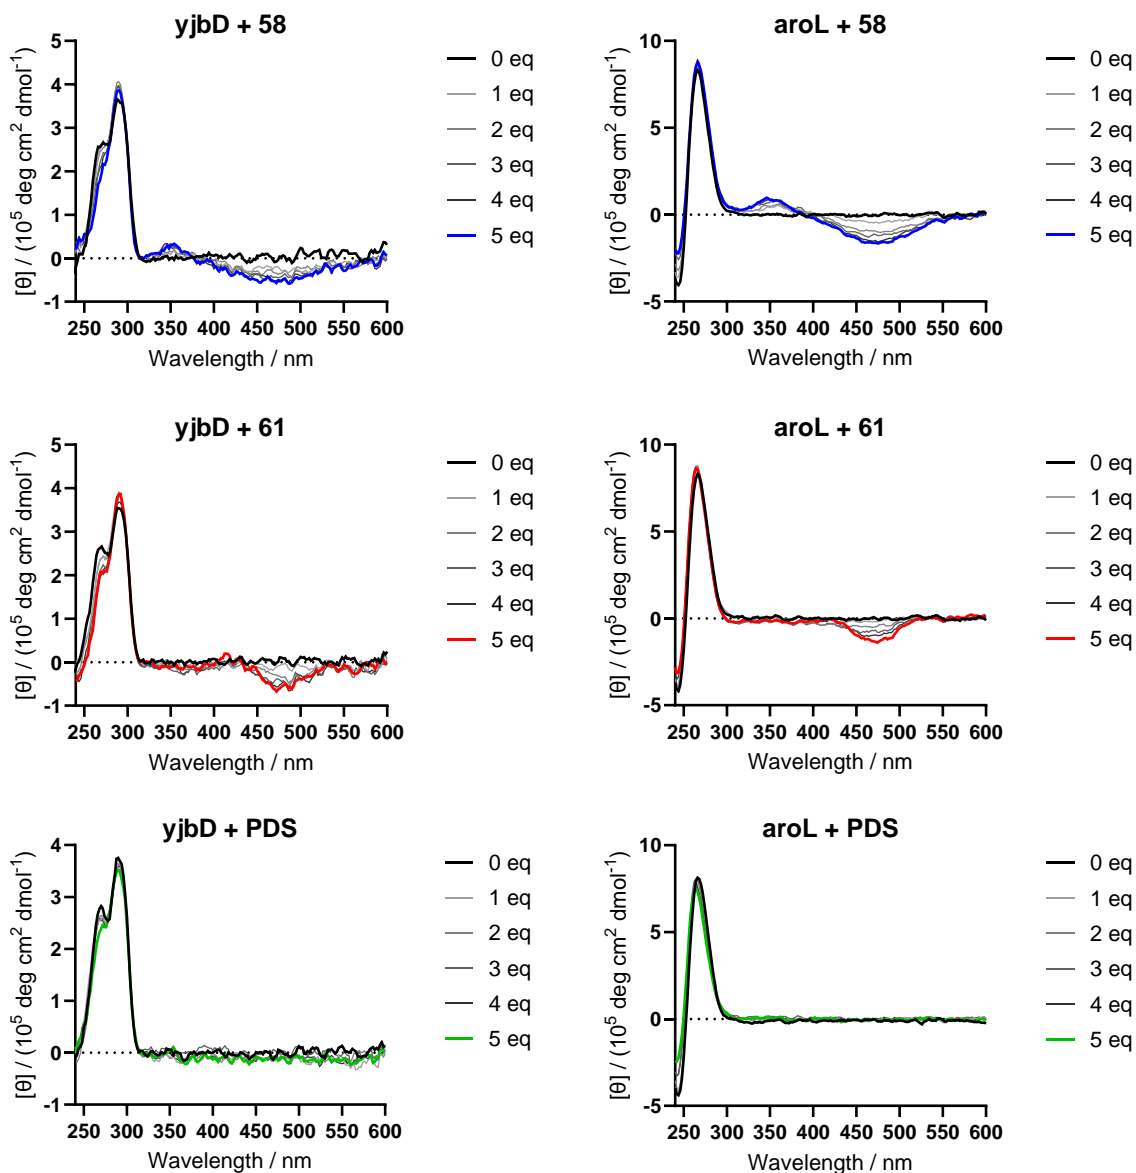 yjbD + 58
[θ] / (10⁵ deg cm² dmol⁻¹)
5
4
3
2
1
0
-1
250 300 350 400 450 500 550 600
Wavelength / nm
0 eq
1 eq
2 eq
3 eq
4 eq
5 eq
aroL + 58
[θ] / (10⁵ deg cm² dmol⁻¹)
10
5
0
-5
250 300 350 400 450 500 550 600
Wavelength / nm
0 eq
1 eq
2 eq
3 eq
4 eq
5 eq
yjbD + 61
[θ] / (10⁵ deg cm² dmol⁻¹)
5
4
3
2
1
0
-1
250 300 350 400 450 500 550 600
Wavelength / nm
0 eq
1 eq
2 eq
3 eq
4 eq
5 eq
aroL + 61
[θ] / (10⁵ deg cm² dmol⁻¹)
10
5
0
-5
250 300 350 400 450 500 550 600
Wavelength / nm
0 eq
1 eq
2 eq
3 eq
4 eq
5 eq
yjbD + PDS
[θ] / (10⁵ deg cm² dmol⁻¹)
4
3
2
1
0
-1
250 300 350 400 450 500 550 600
Wavelength / nm
0 eq
1 eq
2 eq
3 eq
4 eq
5 eq
aroL + PDS
[θ] / (10⁵ deg cm² dmol⁻¹)
10
5
0
-5
250 300 350 400 450 500 550 600
Wavelength / nm
0 eq
1 eq
2 eq
3 eq
4 eq
5 eq